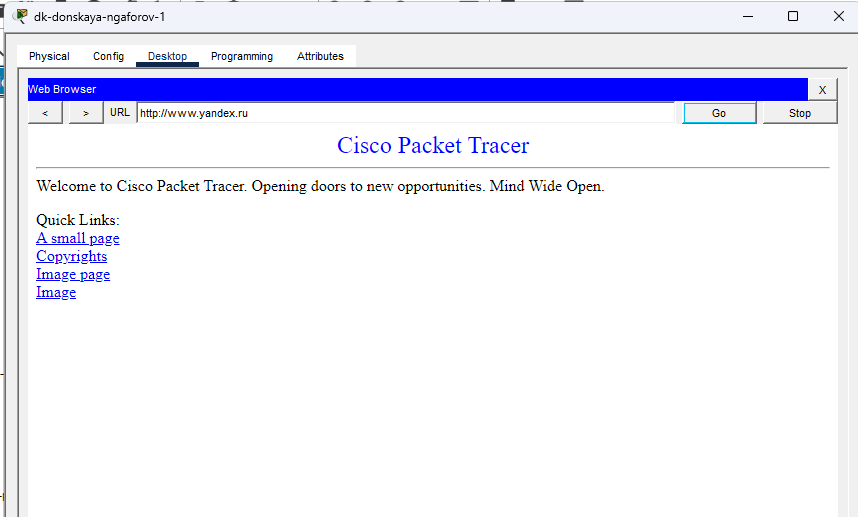 dk-donskaya-ngaforov-1
Physical Config Desktop Programming Attributes
Web Browser X
< > URL http://www.yandex.ru Go Stop
Cisco Packet Tracer
Welcome to Cisco Packet Tracer. Opening doors to new opportunities. Mind Wide Open.
Quick Links:
A small page
Copyrights
Image page
Image